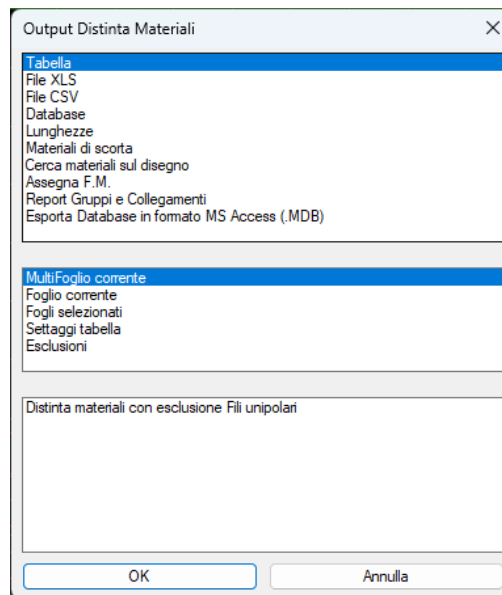 Output Distinta Materiali
Tabella
File XLS
File CSV
Database
Lunghezze
Materiali di scorta
Cerca materiali sul disegno
Assegna F.M.
Report Gruppi e Collegamenti
Esporta Database in formato MS Access (.MDB)
MultiFoglio corrente
Foglio corrente
Fogli selezionati
Settaggi tabella
Esclusioni
Distinta materiali con esclusione Fili unipolari
OK
Annulla